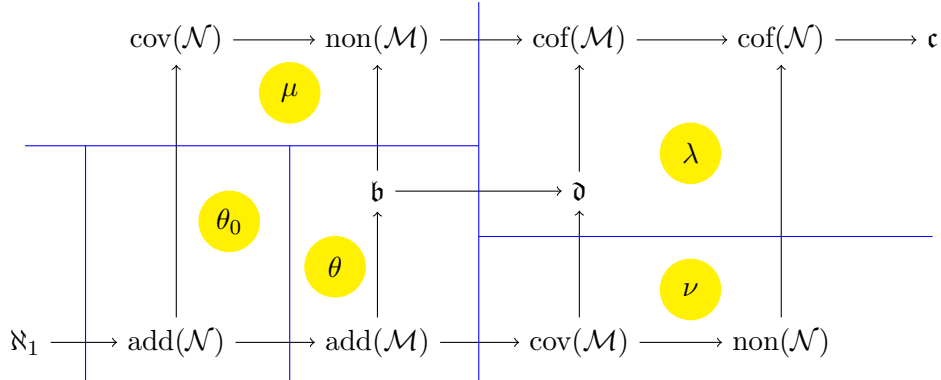 cov(𝒩) non(ℳ) cof(ℳ) cof(𝒩) 𝔠
μ
λ
𝔟 𝔡
θ₀
θ
ν
ℵ₁ add(𝒩) add(ℳ) cov(ℳ) non(𝒩)